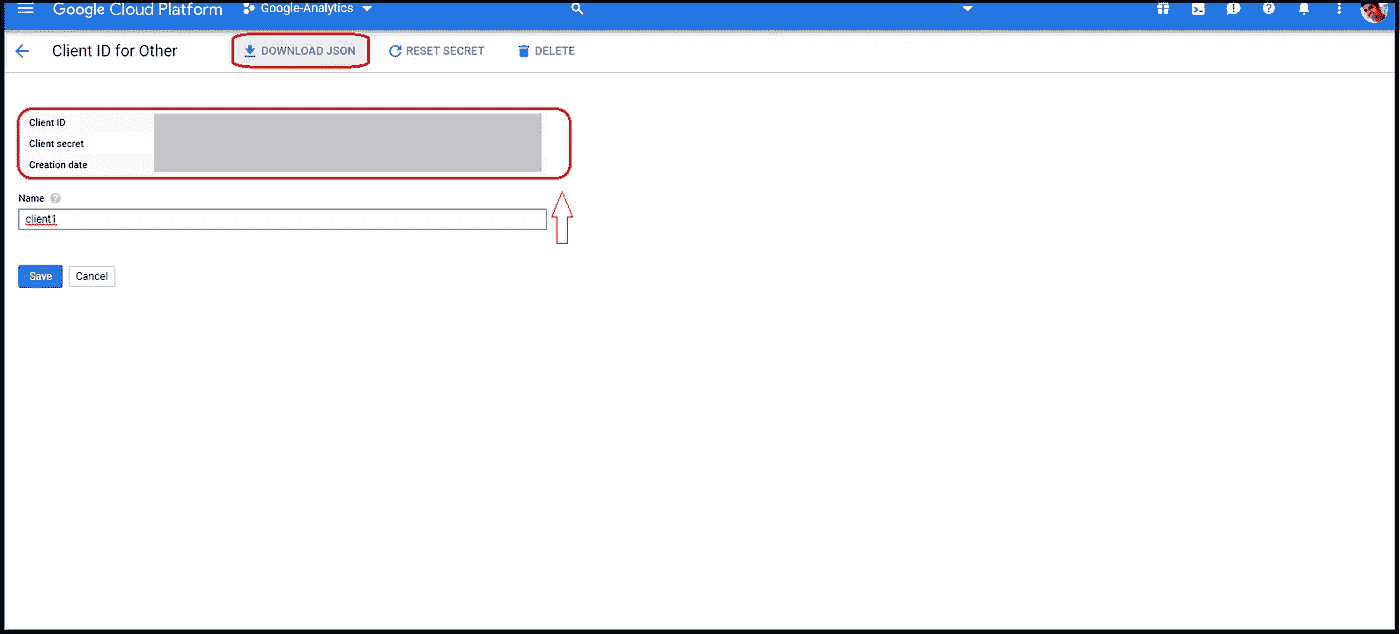 Google Cloud Platform Google-Analytics
Client ID for Other DOWNLOAD JSON RESET SECRET DELETE
Client ID
Client secret
Creation date
Name
client1
Save Cancel